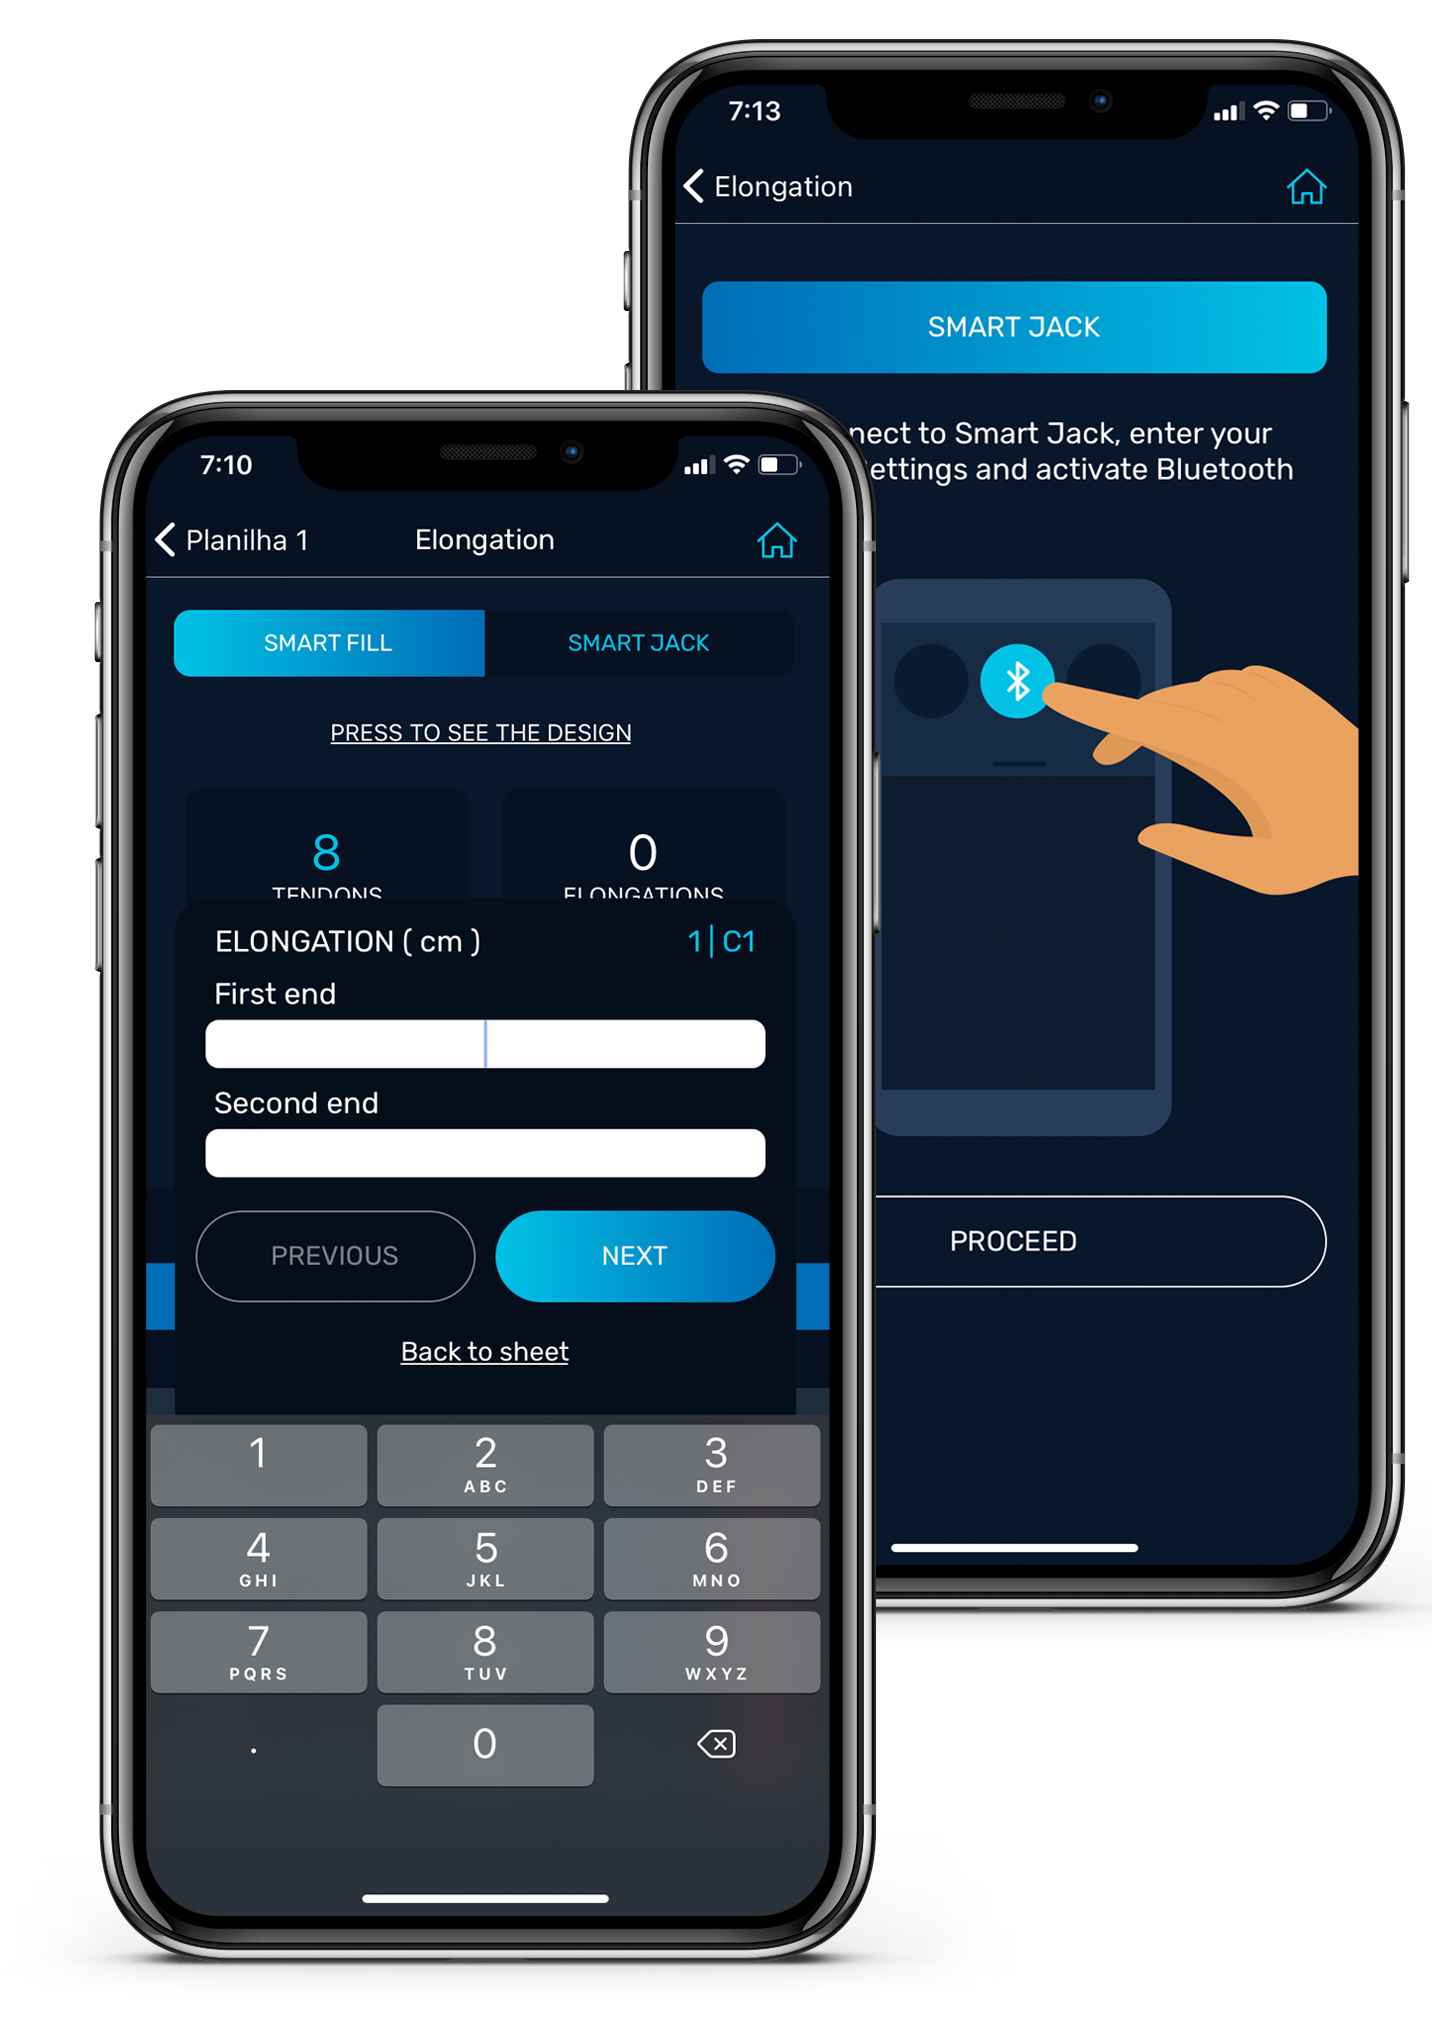 7:13
Elongation
SMART JACK
to Smart Jack, enter your
and activate Bluetooth
PROCEED
7:10
Planilha 1
Elongation
SMART FILL
SMART JACK
PRESS TO SEE THE DESIGN
8
0
TENDONS
ELONGATIONS
ELONGATION ( cm )
1 | C1
First end
Second end
PREVIOUS
NEXT
Back to sheet
1
2
3
ABC
DEF
4
5
6
GHI
JKL
MNO
7
8
9
PQRS
TUV
WXYZ
.
0